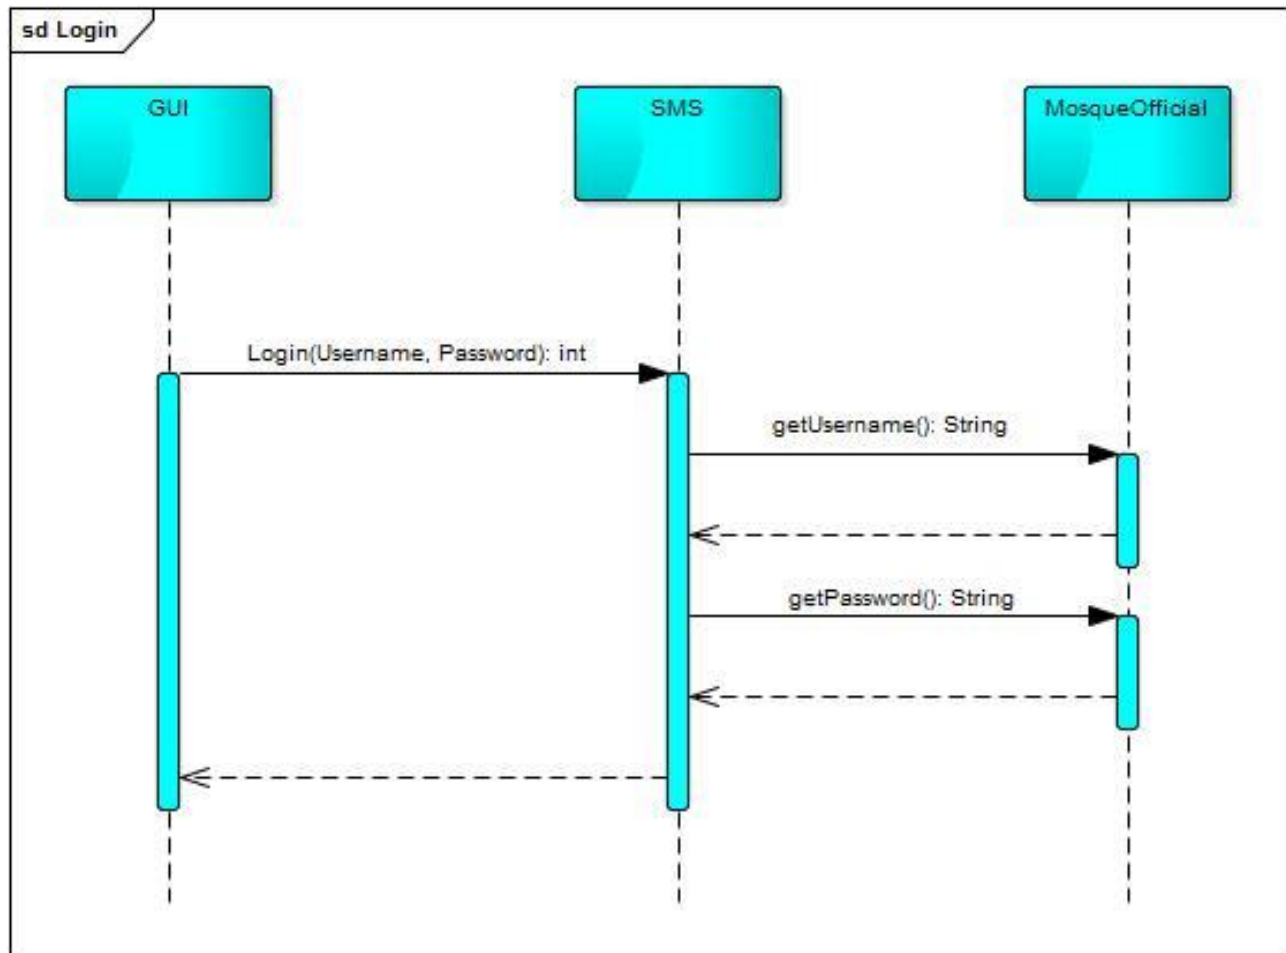 sd Login
GUI
SMS
MosqueOfficial
Login(Username, Password): int
getUsername(): String
getPassword(): String